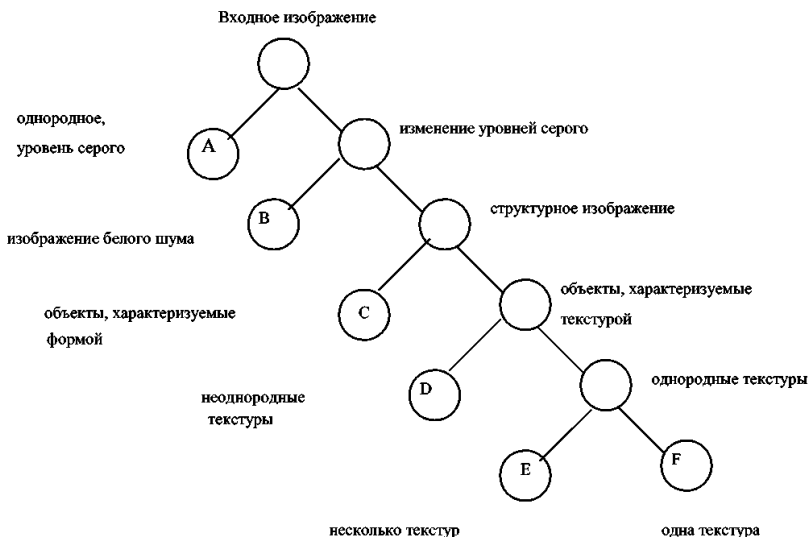 Входное изображение
однородное,
уровень серого
A
изменение уровней серого
B
изображение белого шума
структурное изображение
объекты, характеризуемые
формой
C
объекты, характеризуемые
текстурой
неоднородные
текстуры
D
однородные текстуры
E
F
несколько текстур
одна текстура